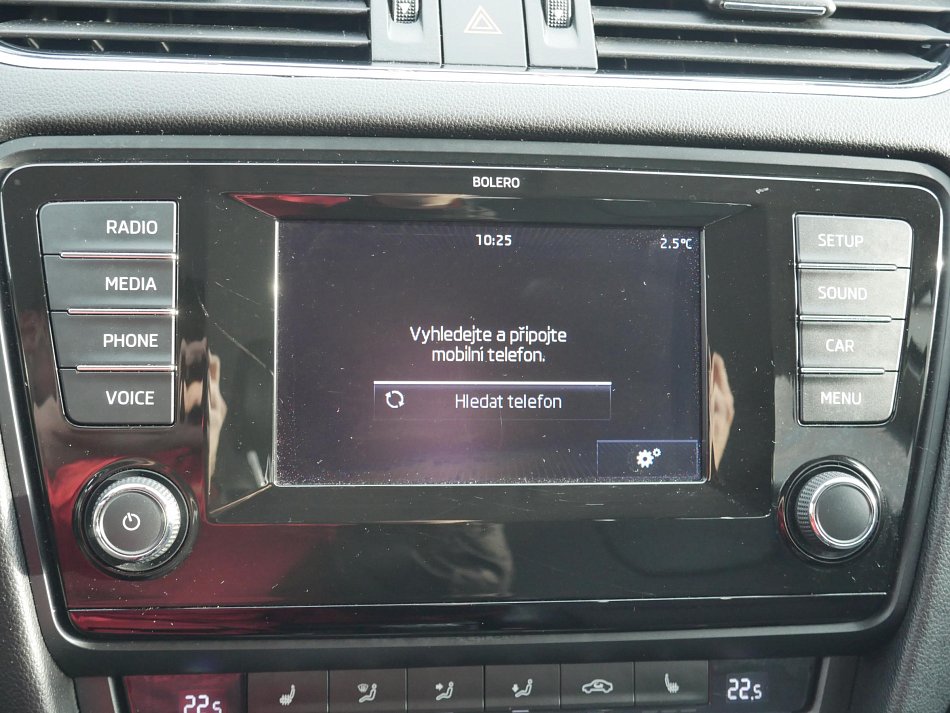 BOLERO
RADIO
MEDIA
PHONE
VOICE
10:25
2.5°C
Vyhledejte a připojte
mobilní telefon.
Hledat telefon
SETUP
SOUND
CAR
MENU
22.5
22.5